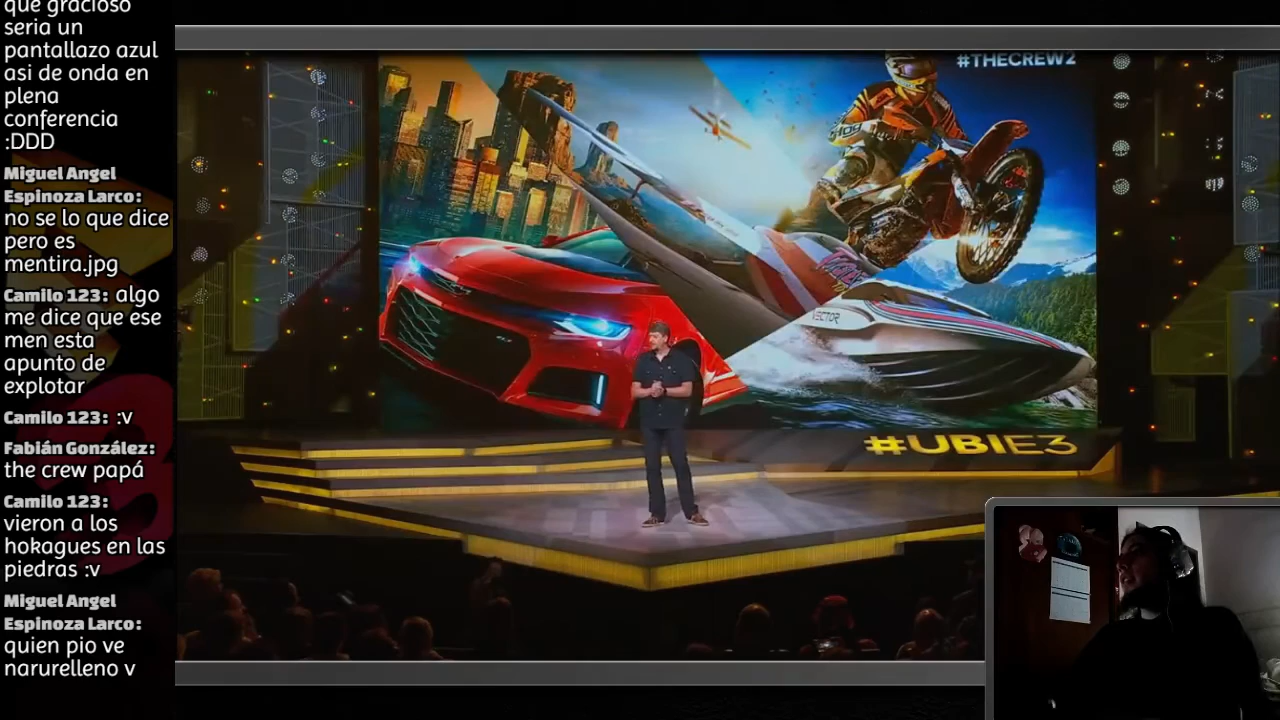 que gracioso
seria un
pantallazo azul
asi de onda en
plena
conferencia
:DDD
Miguel Angel
Espinoza Larco:
no se lo que dice
pero es
mentira.jpg
Camilo 123: algo
me dice que ese
men esta
apunto de
explotar
Camilo 123: :v
Fabián González:
the crew papá
Camilo 123:
vieron a los
hokagues en las
piedras :v
Miguel Angel
Espinoza Larco:
quien pio ve
narurelleno v
#THECREW2
VECTOR
#UBIE3